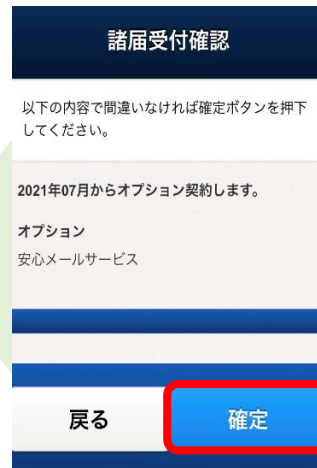 諸届受付確認
以下の内容で間違いなければ確定ボタンを押下
してください。
2021年07月からオプション契約します。
オプション
安心メールサービス
戻る
確定